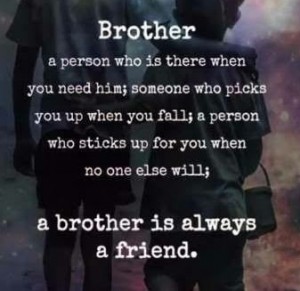 Brother
a person who is there when
you need him; someone who picks
you up when you fall; a person
who sticks up for you when
no one else will;
a brother is always
a friend.